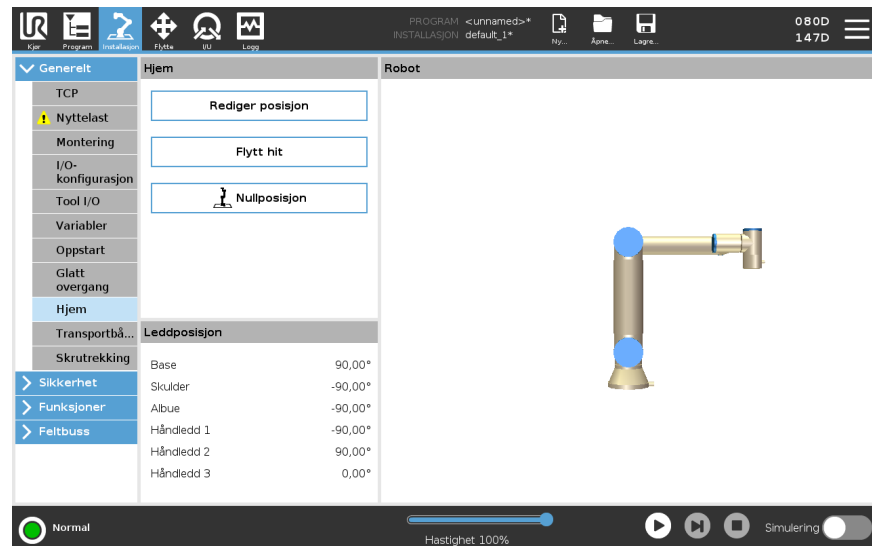 UR
Kjør
Program
Installasjon
Flytte
I/U
Logg
PROGRAM <unnamed>*
INSTALLASJON default_1*
Ny...
Åpne...
Lagre...
080D
147D
Generelt
TCP
Nyttelast
Montering
I/O-
konfigurasjon
Tool I/O
Variabler
Oppstart
Glatt
overgang
Hjem
Transportbå...
Skrutrekking
Sikkerhet
Funksjoner
Feltbuss
Hjem
Rediger posisjon
Flytt hit
Nullposisjon
Leddposisjon
Base 90,00°
Skulder -90,00°
Albue -90,00°
Håndledd 1 -90,00°
Håndledd 2 90,00°
Håndledd 3 0,00°
Robot
Normal
Hastighet 100%
Simulering